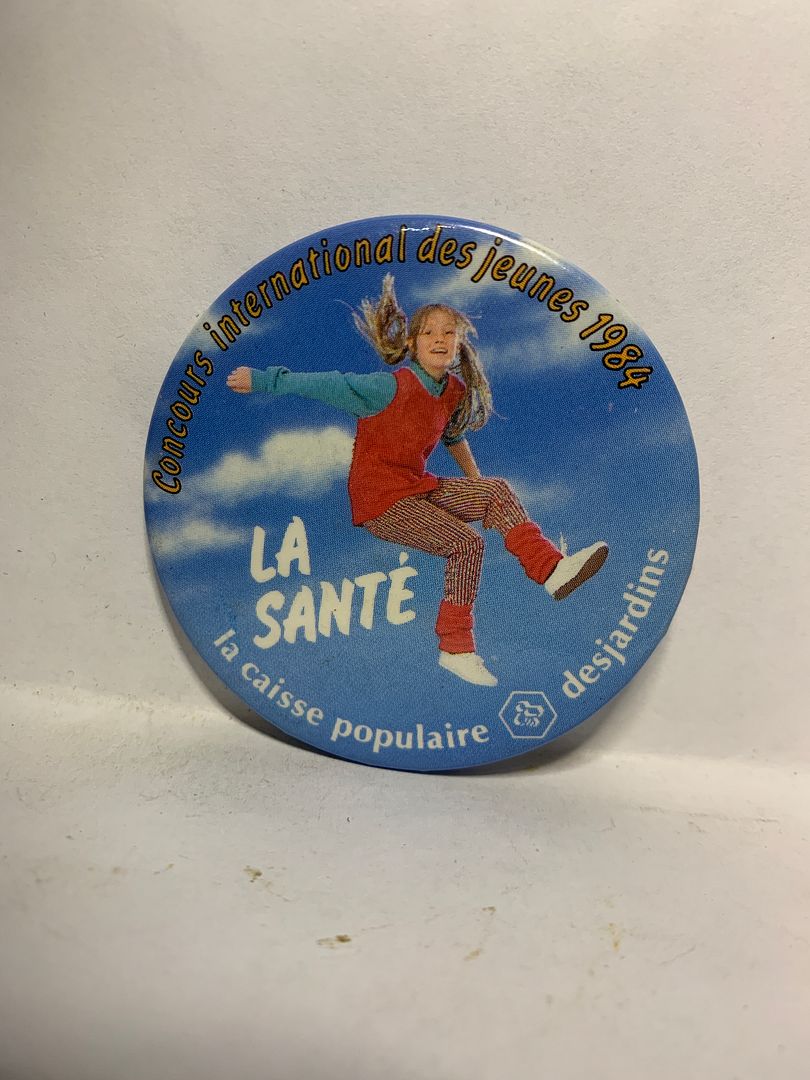 Concours international des jeunes 1984
LA
SANTÉ
la caisse populaire desjardins